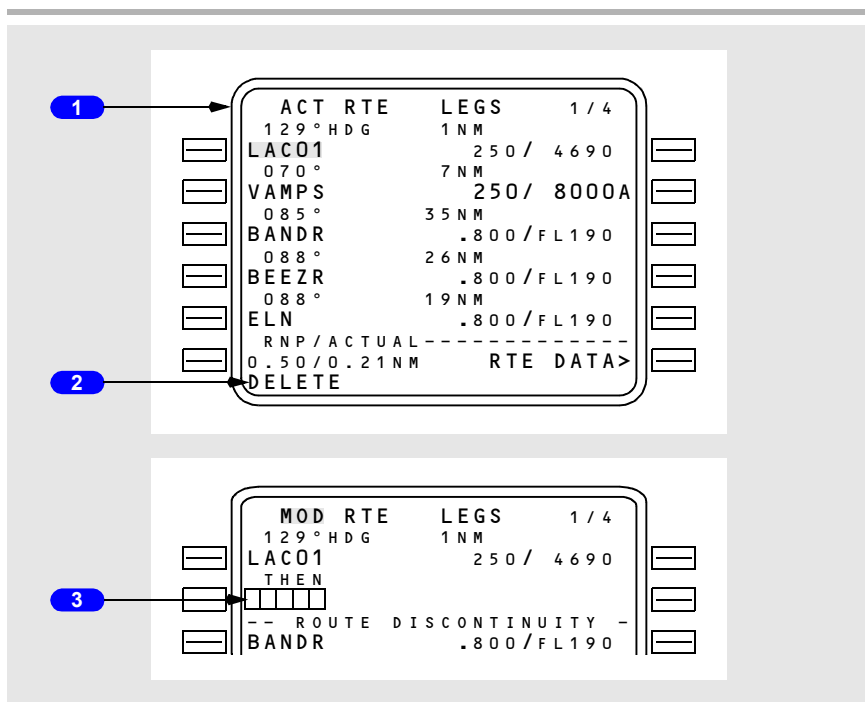 1
ACT RTE LEGS 1/4
129°HDG 1NM
LACO1 250/ 4690
070° 7NM
VAMPS 250/ 8000A
085° 35NM
BANDR .800/FL190
088° 26NM
BEEZR .800/FL190
088° 19NM
ELN .800/FL190
RNP/ACTUAL--------------
0.50/0.21NM RTE DATA>
2
DELETE
MOD RTE LEGS 1/4
129°HDG 1NM
LACO1 250/ 4690
THEN
3
-- ROUTE DISCONTINUITY -
BANDR .800/FL190